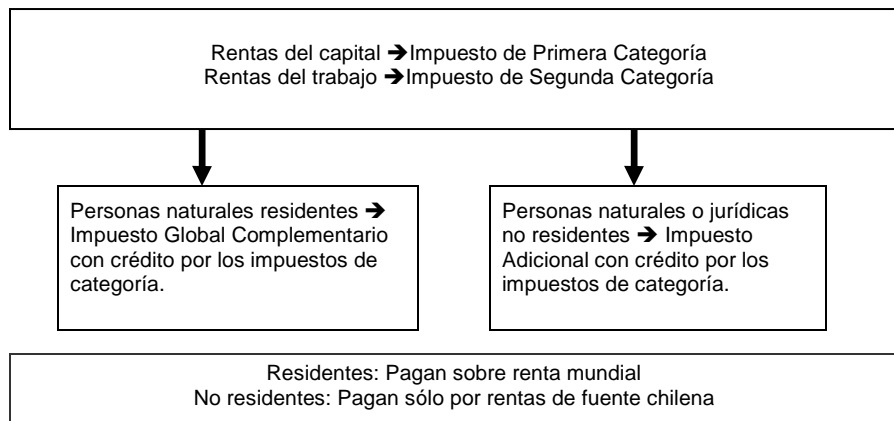 Rentas del capital ➔Impuesto de Primera Categoría
Rentas del trabajo ➔Impuesto de Segunda Categoría
Personas naturales residentes ➔
Impuesto Global Complementario
con crédito por los impuestos de
categoría.
Personas naturales o jurídicas
no residentes ➔ Impuesto
Adicional con crédito por los
impuestos de categoría.
Residentes: Pagan sobre renta mundial
No residentes: Pagan sólo por rentas de fuente chilena